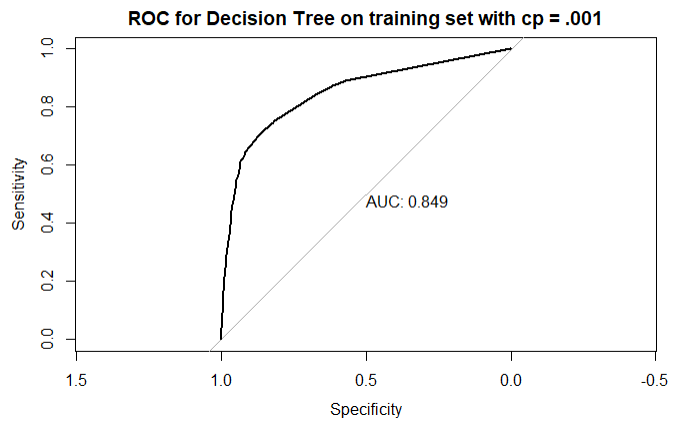 ROC for Decision Tree on training set with cp = .001
1.0
0.8
0.6
0.4
0.2
0.0
Sensitivity
AUC: 0.849
1.5
1.0
0.5
0.0
-0.5
Specificity